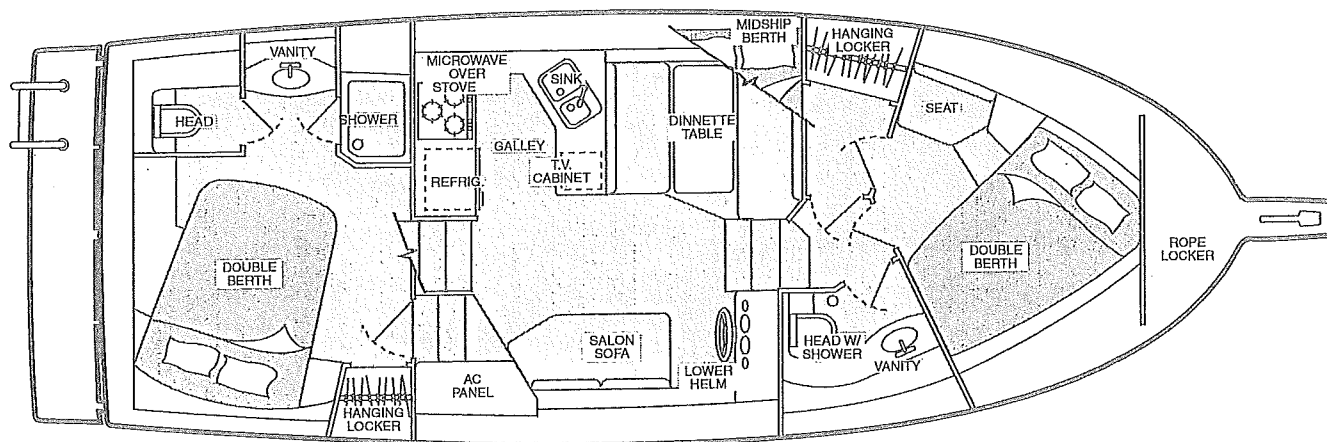 VANITY
HEAD
SHOWER
MICROWAVE
OVER
STOVE
SINK
GALLEY
REFRIG.
T.V.
CABINET
DINNETTE
TABLE
MIDSHIP
BERTH
HANGING
LOCKER
SEAT
DOUBLE
BERTH
ROPE
LOCKER
DOUBLE
BERTH
HANGING
LOCKER
AC
PANEL
SALON
SOFA
LOWER
HELM
HEAD W/
SHOWER
VANITY